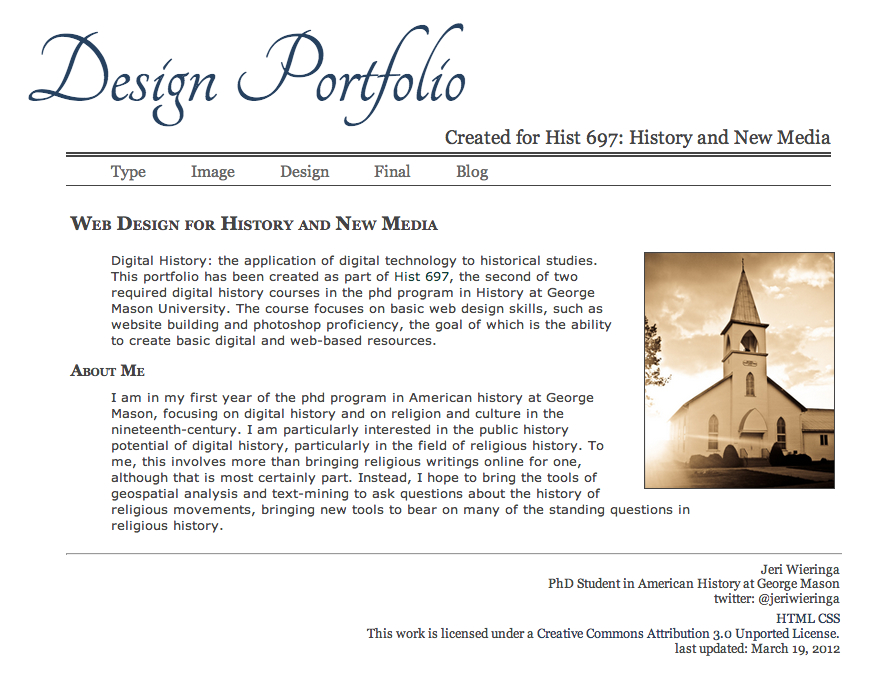 Design Portfolio
Created for Hist 697: History and New Media
Type Image Design Final Blog
Web Design for History and New Media
Digital History: the application of digital technology to historical studies.
This portfolio has been created as part of Hist 697, the second of two
required digital history courses in the phd program in History at George
Mason University. The course focuses on basic web design skills, such as
website building and photoshop proficiency, the goal of which is the ability
to create basic digital and web-based resources.
About Me
I am in my first year of the phd program in American history at George
Mason, focusing on digital history and on religion and culture in the
nineteenth-century. I am particularly interested in the public history
potential of digital history, particularly in the field of religious history. To
me, this involves more than bringing religious writings online for one,
although that is most certainly part. Instead, I hope to bring the tools of
geospatial analysis and text-mining to ask questions about the history of
religious movements, bringing new tools to bear on many of the standing questions in
religious history.
Jeri Wieringa
PhD Student in American History at George Mason
twitter: @jeriwieringa
HTML CSS
This work is licensed under a Creative Commons Attribution 3.0 Unported License.
last updated: March 19, 2012